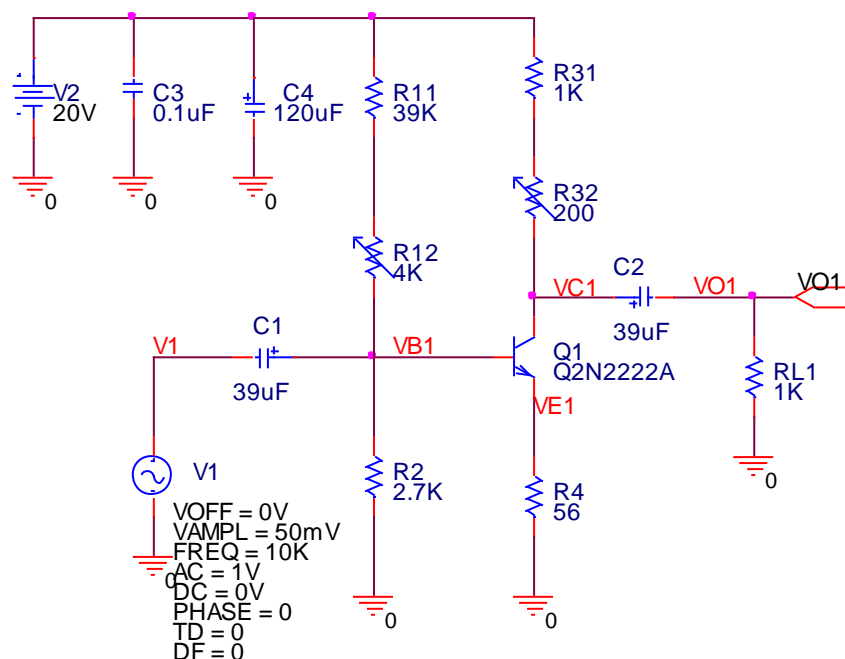 V2
20V
0
C3
0.1uF
0
C4
120uF
0
R11
39K
R31
1K
R12
4K
R32
200
V1
C1
39uF
VB1
VC1
C2
39uF
VO1
VO1
Q1
Q2N2222A
VE1
RL1
1K
0
V1
VOFF = 0V
VAMPL = 50mV
FREQ = 10K
AC = 1V
DC = 0V
PHASE = 0
TD = 0
DF = 0
0
R2
2.7K
0
R4
56
0